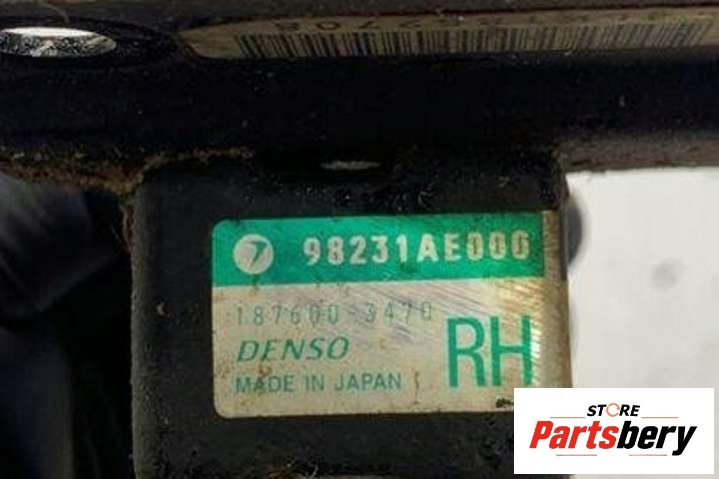 98231AE000
187600-3470
DENSO
RH
MADE IN JAPAN
STORE
Partsbery